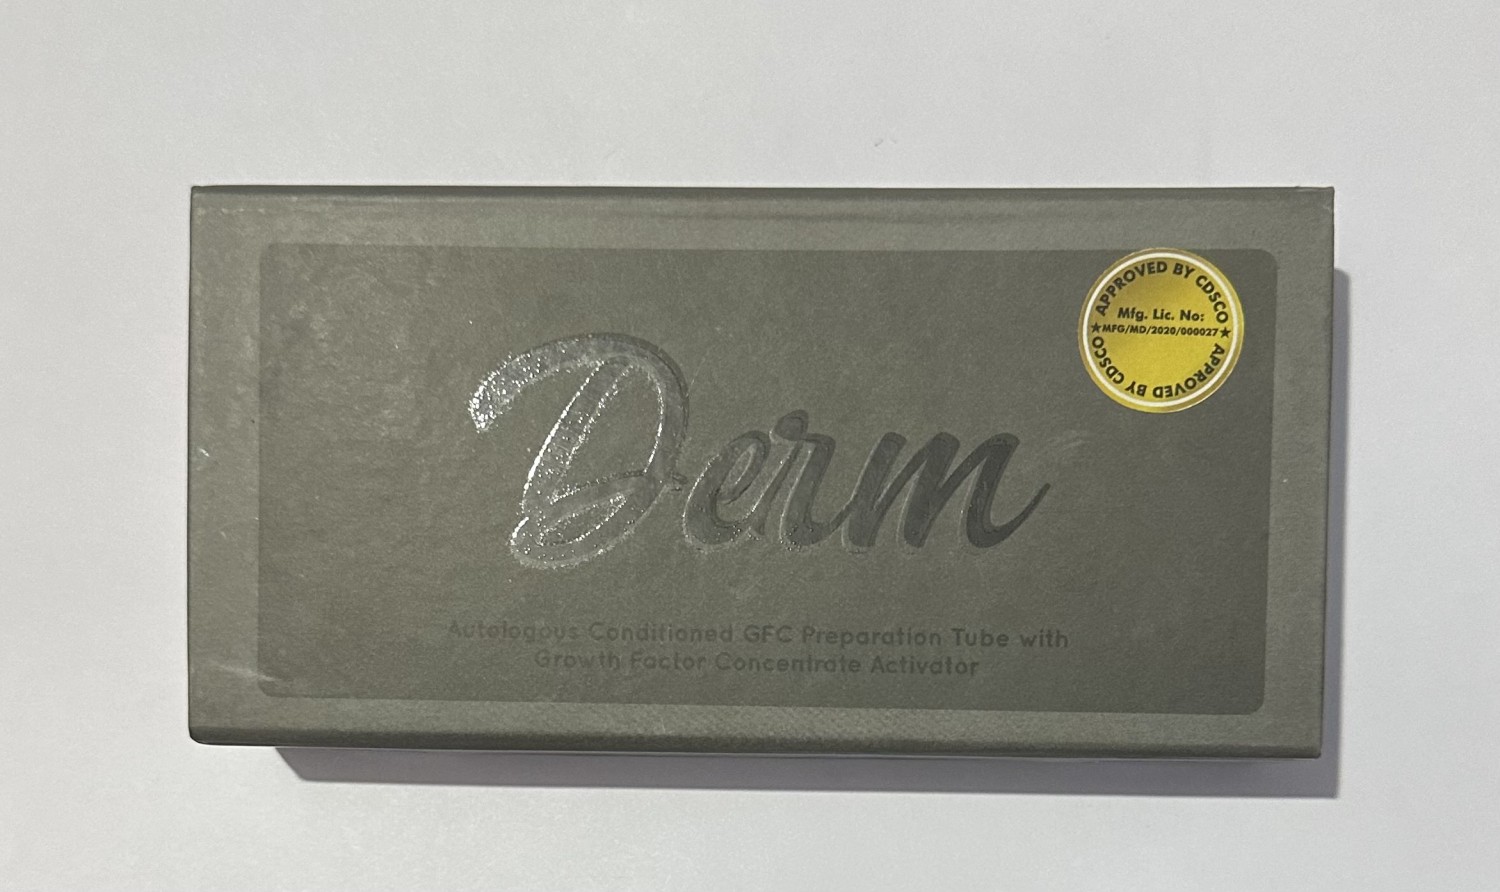 APPROVED BY CDSCO
Mfg. Lic. No:
★MFG/MD/2020/000027★
APPROVED BY CDSCO
Derm
Autologous Conditioned GFC Preparation Tube with
Growth Factor Concentrate Activator